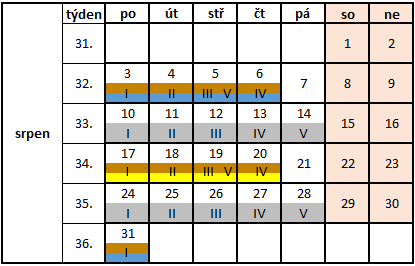 týden po út stř čt pá so ne
31. 1 2
32. 3 4 5 6 7 8 9
I II III V IV
33. 10 11 12 13 14 15 16
I II III IV V
srpen
34. 17 18 19 20 21 22 23
I II III V IV
35. 24 25 26 27 28 29 30
I II III IV V
36. 31
I